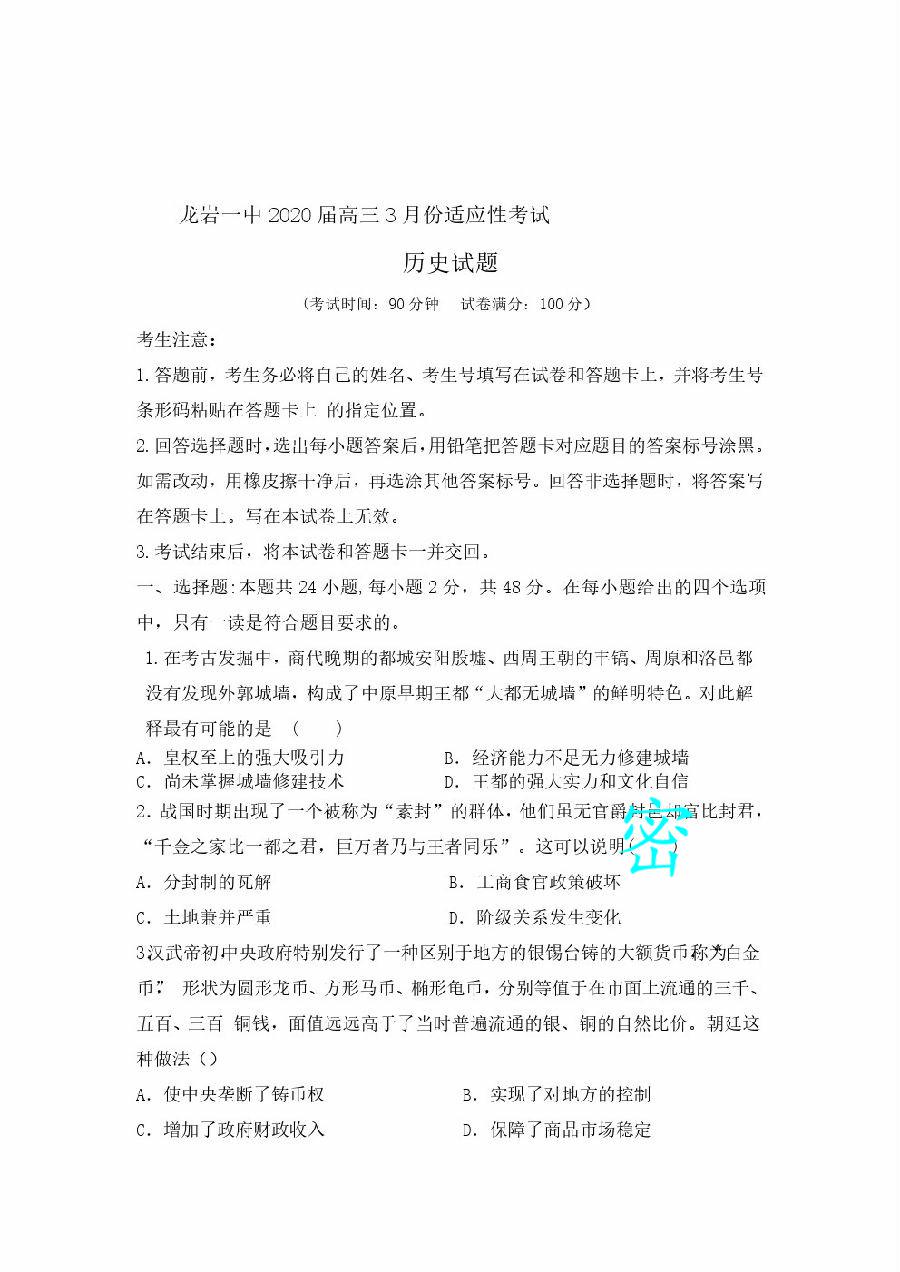 龙岩一中2020届高三3月份适应性考试
历史试题
(考试时间：90分钟 试卷满分：100分）
考生注意：
1.答题前，考生务必将自己的姓名、考生号填写在试卷和答题卡上，并将考生号
条形码粘贴在答题卡上 的指定位置。
2.回答选择题时,选出每小题答案后,用铅笔把答题卡对应题目的答案标号涂黑。
如需改动，用橡皮擦干净后，再选涂其他答案标号。回答非选择题时，将答案写
在答题卡上。写在本试卷上无效。
3.考试结束后，将本试卷和答题卡一并交回。
一、选择题:本题共24小题,每小题2分，共48分。在每小题给出的四个选项
中，只有一读是符合题目要求的。
1.在考古发掘中，商代晚期的都城安阳殷墟、西周王朝的丰镐、周原和洛邑都
没有发现外郭城墙，构成了中原早期王都“大都无城墙”的鲜明特色。对此解
释最有可能的是 ( )
A．皇权至上的强大吸引力 B．经济能力不足无力修建城墙
C．尚未掌握城墙修建技术 D．王都的强大实力和文化自信
2．战国时期出现了一个被称为“素封”的群体，他们虽无官爵封邑却富比封君，
“千金之家比一都之君，巨万者乃与王者同乐”。这可以说明( )
密
A．分封制的瓦解 B．工商食官政策破坏
C．土地兼并严重 D．阶级关系发生变化
3.汉武帝初,中央政府特别发行了一种区别于地方的银锡合铸的大额货币,称为“白金
币”， 形状为圆形龙币、方形马币、椭形龟币，分别等值于在市面上流通的三千、
五百、三百 铜钱，面值远远高于了当时普遍流通的银、铜的自然比价。朝廷这
种做法（）
A．使中央垄断了铸币权 B．实现了对地方的控制
C．增加了政府财政收入 D．保障了商品市场稳定